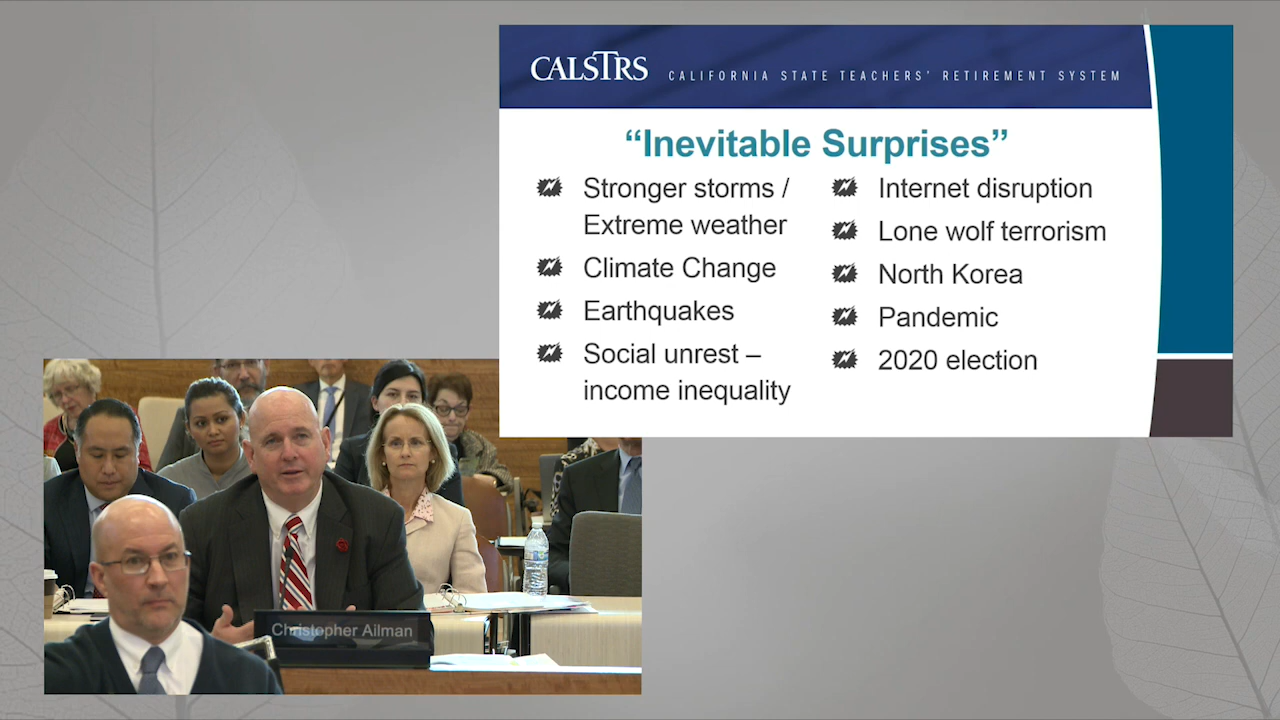 CALSTRS CALIFORNIA STATE TEACHERS' RETIREMENT SYSTEM
“Inevitable Surprises”
Stronger storms /
Extreme weather
Climate Change
Earthquakes
Social unrest –
income inequality
Internet disruption
Lone wolf terrorism
North Korea
Pandemic
2020 election
Christopher Ailman